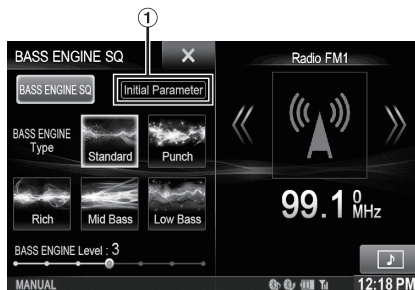 1
BASS ENGINE SQ
Radio FM1
BASS ENGINE SQ
Initial Parameter
BASS ENGINE
Type
Standard
Punch
Rich
Mid Bass
Low Bass
99.1 0 MHz
BASS ENGINE Level : 3
MANUAL
12:18 PM